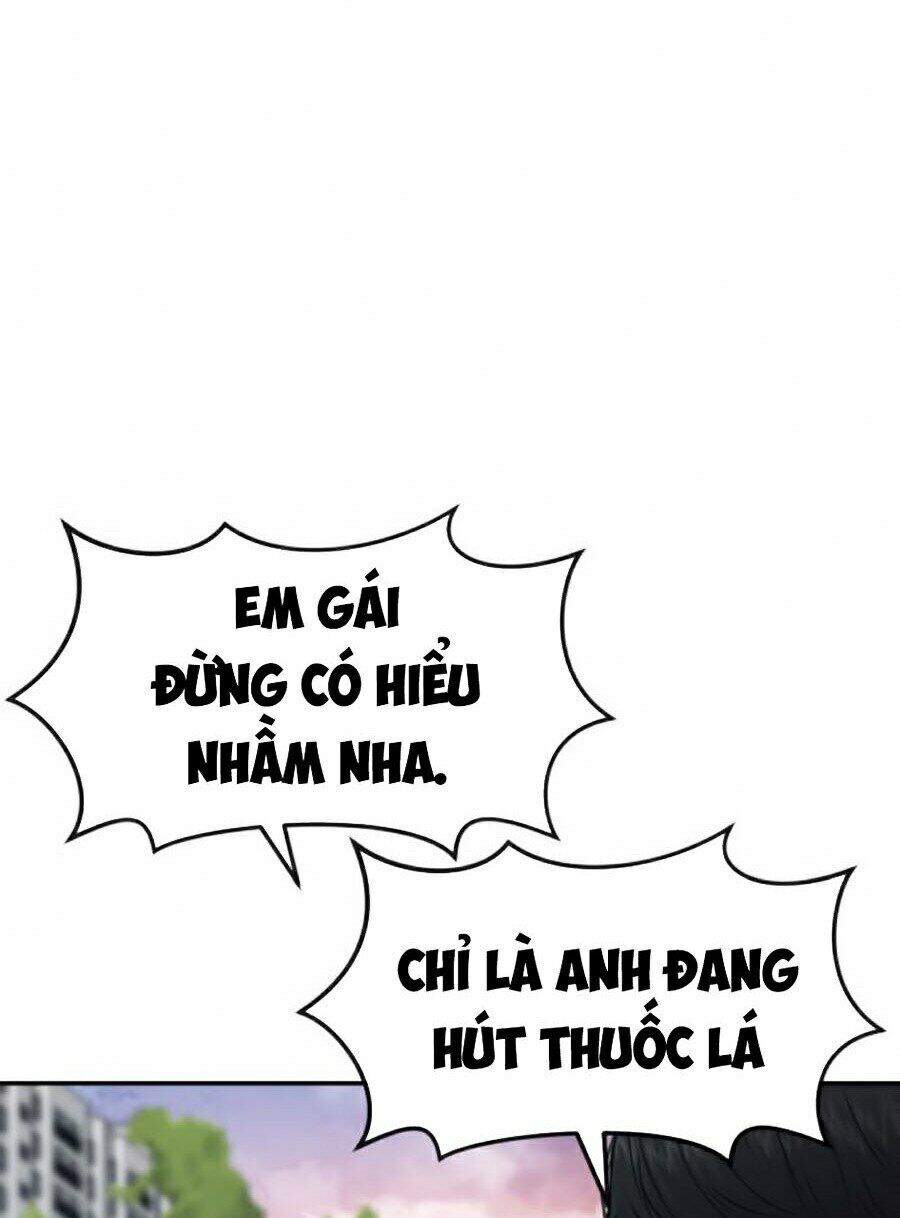 EM GÁI
ĐỪNG CÓ HIỂU
NHẦM NHA.
CHỈ LÀ ANH ĐANG
HÚT THUỐC LÁ